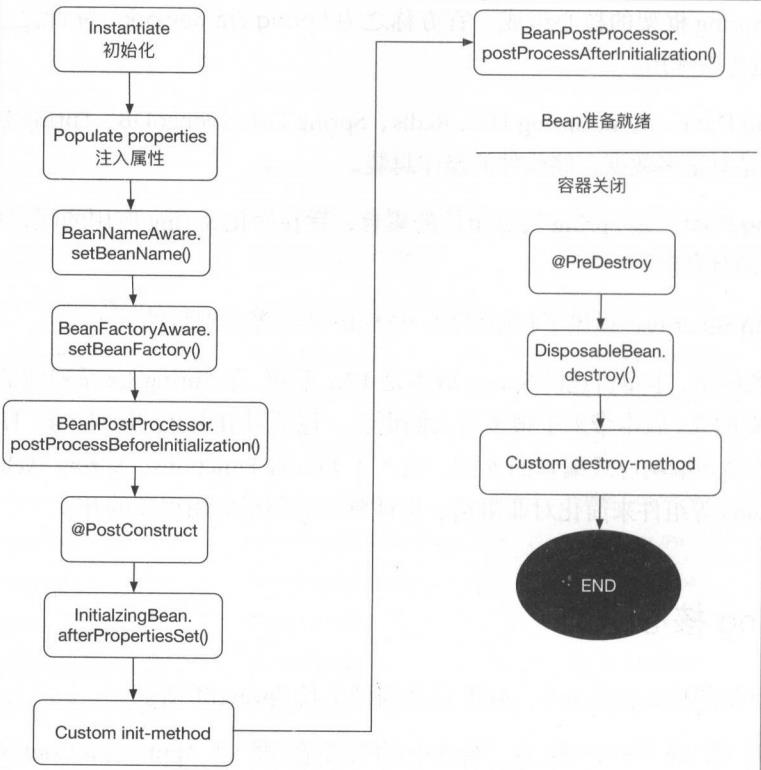 Instantiate
初始化
Populate properties
注入属性
BeanNameAware.
setBeanName()
BeanFactoryAware.
setBeanFactory()
BeanPostProcessor.
postProcessBeforeInitialization()
@PostConstruct
InitialzingBean.
afterPropertiesSet()
Custom init-method
BeanPostProcessor.
postProcessAfterInitialization()
Bean准备就绪
容器关闭
@PreDestroy
DisposableBean.
destroy()
Custom destroy-method
END